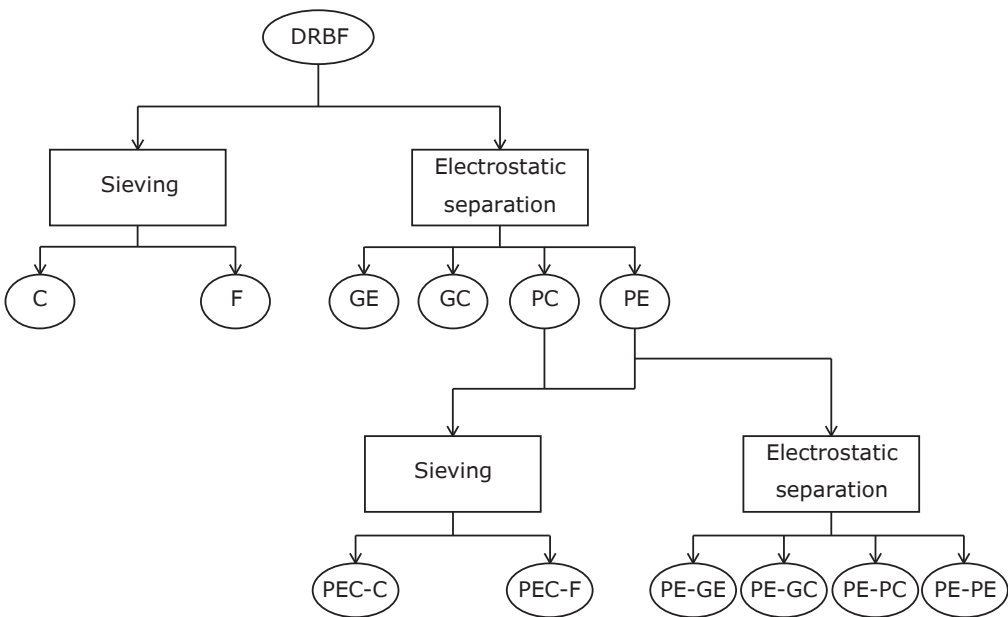 DRBF
Sieving
Electrostatic
separation
C
F
GE
GC
PC
PE
Sieving
Electrostatic
separation
PEC-C
PEC-F
PE-GE
PE-GC
PE-PC
PE-PE